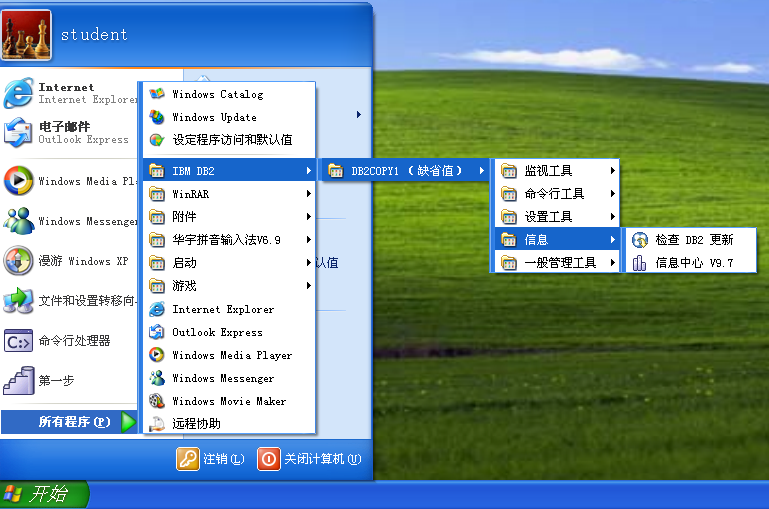 student
Internet
Internet Explorer
电子邮件
Outlook Express
Windows Media Pl
Windows Messenger
漫游 Windows XP
文件和设置转移向
命令行处理器
第一步
所有程序(P)
Windows Catalog
Windows Update
设定程序访问和默认值
IBM DB2
WinRAR
附件
华宇拼音输入法V6.9
启动
游戏
Internet Explorer
Outlook Express
Windows Media Player
Windows Messenger
Windows Movie Maker
远程协助
认值
DB2COPY1 (缺省值)
监视工具
命令行工具
设置工具
信息
一般管理工具
检查 DB2 更新
信息中心 V9.7
注销(L)
关闭计算机(U)
开始